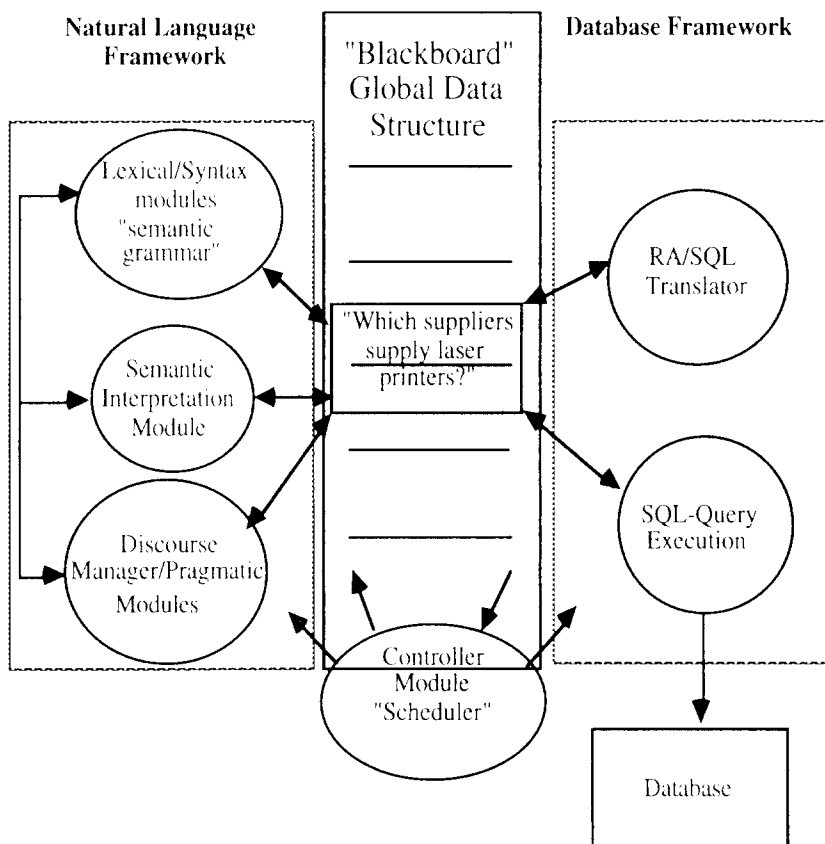 Natural Language
Framework
"Blackboard"
Global Data
Structure
Database Framework
Lexical/Syntax
modules
"semantic
grammar"
RA/SQL
Translator
"Which suppliers
supply laser
printers?"
Semantic
Interpretation
Module
SQL-Query
Execution
Discourse
Manager/Pragmatic
Modules
Controller
Module
"Scheduler"
Database